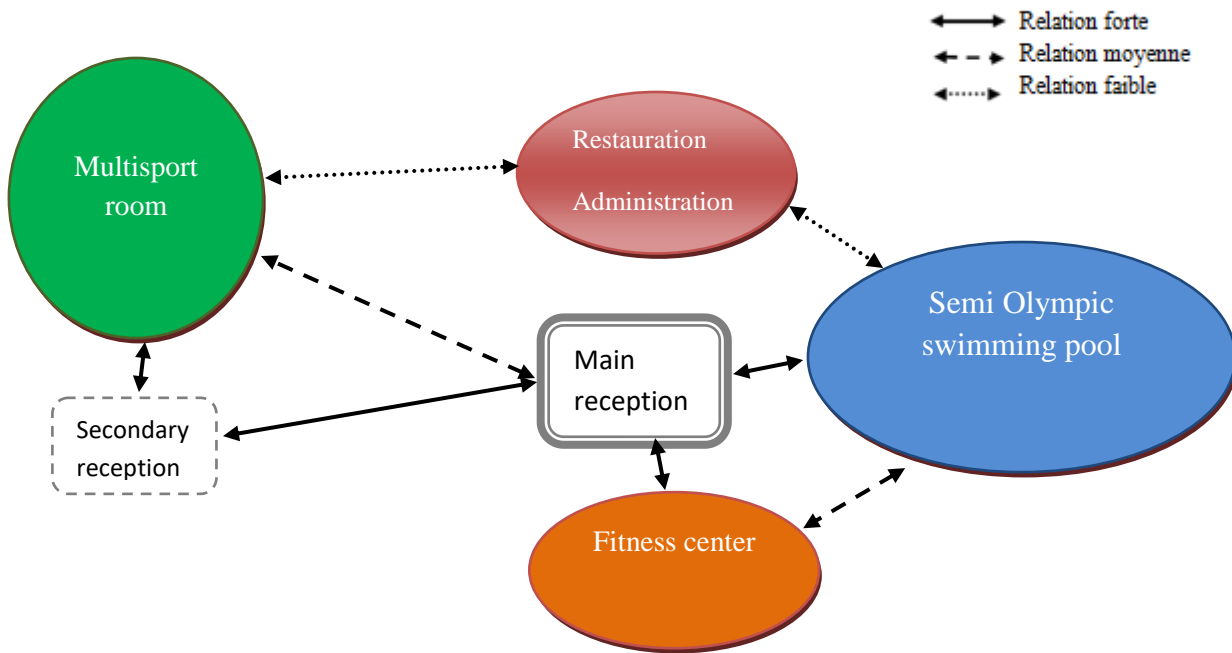 Relation forte
Relation moyenne
Relation faible
Multisport
room
Restauration
Administration
Semi Olympic
swimming pool
Main
reception
Secondary
reception
Fitness center